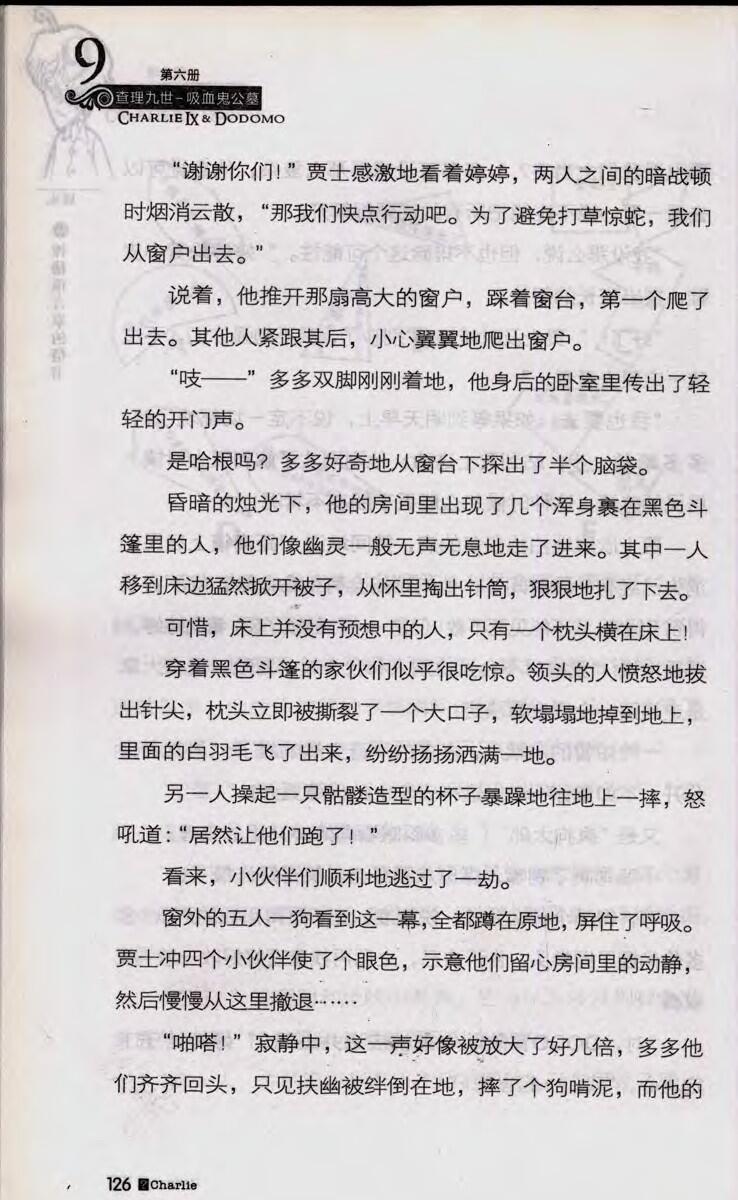 9
第六册
查理九世-吸血鬼公墓
CHARLIE IX & DODOMO
“谢谢你们！”贾士感激地看着婷婷，两人之间的暗战顿
时烟消云散，“那我们快点行动吧。为了避免打草惊蛇，我们
从窗户出去。”
说着，他推开那扇高大的窗户，踩着窗台，第一个爬了
出去。其他人紧跟其后，小心翼翼地爬出窗户。
“吱——”多多双脚刚刚着地，他身后的卧室里传出了轻
轻的开门声。
是哈根吗？多多好奇地从窗台下探出了半个脑袋。
昏暗的烛光下，他的房间里出现了几个浑身裹在黑色斗
篷里的人，他们像幽灵一般无声无息地走了进来。其中一人
移到床边猛然掀开被子，从怀里掏出针筒，狠狠地扎了下去。
可惜，床上并没有预想中的人，只有一个枕头横在床上！
穿着黑色斗篷的家伙们似乎很吃惊。领头的人愤怒地拔
出针尖，枕头立即被撕裂了一个大口子，软塌塌地掉到地上，
里面的白羽毛飞了出来，纷纷扬扬洒满一地。
另一人操起一只骷髅造型的杯子暴躁地往地上一摔，怒
吼道：“居然让他们跑了！”
看来，小伙伴们顺利地逃过了一劫。
窗外的五人一狗看到这一幕，全都蹲在原地，屏住了呼吸。
贾士冲四个小伙伴使了个眼色，示意他们留心房间里的动静，
然后慢慢从这里撤退……
“啪嗒！”寂静中，这一声好像被放大了好几倍，多多他
们齐齐回头，只见扶幽被绊倒在地，摔了个狗啃泥，而他的
126 Charlie